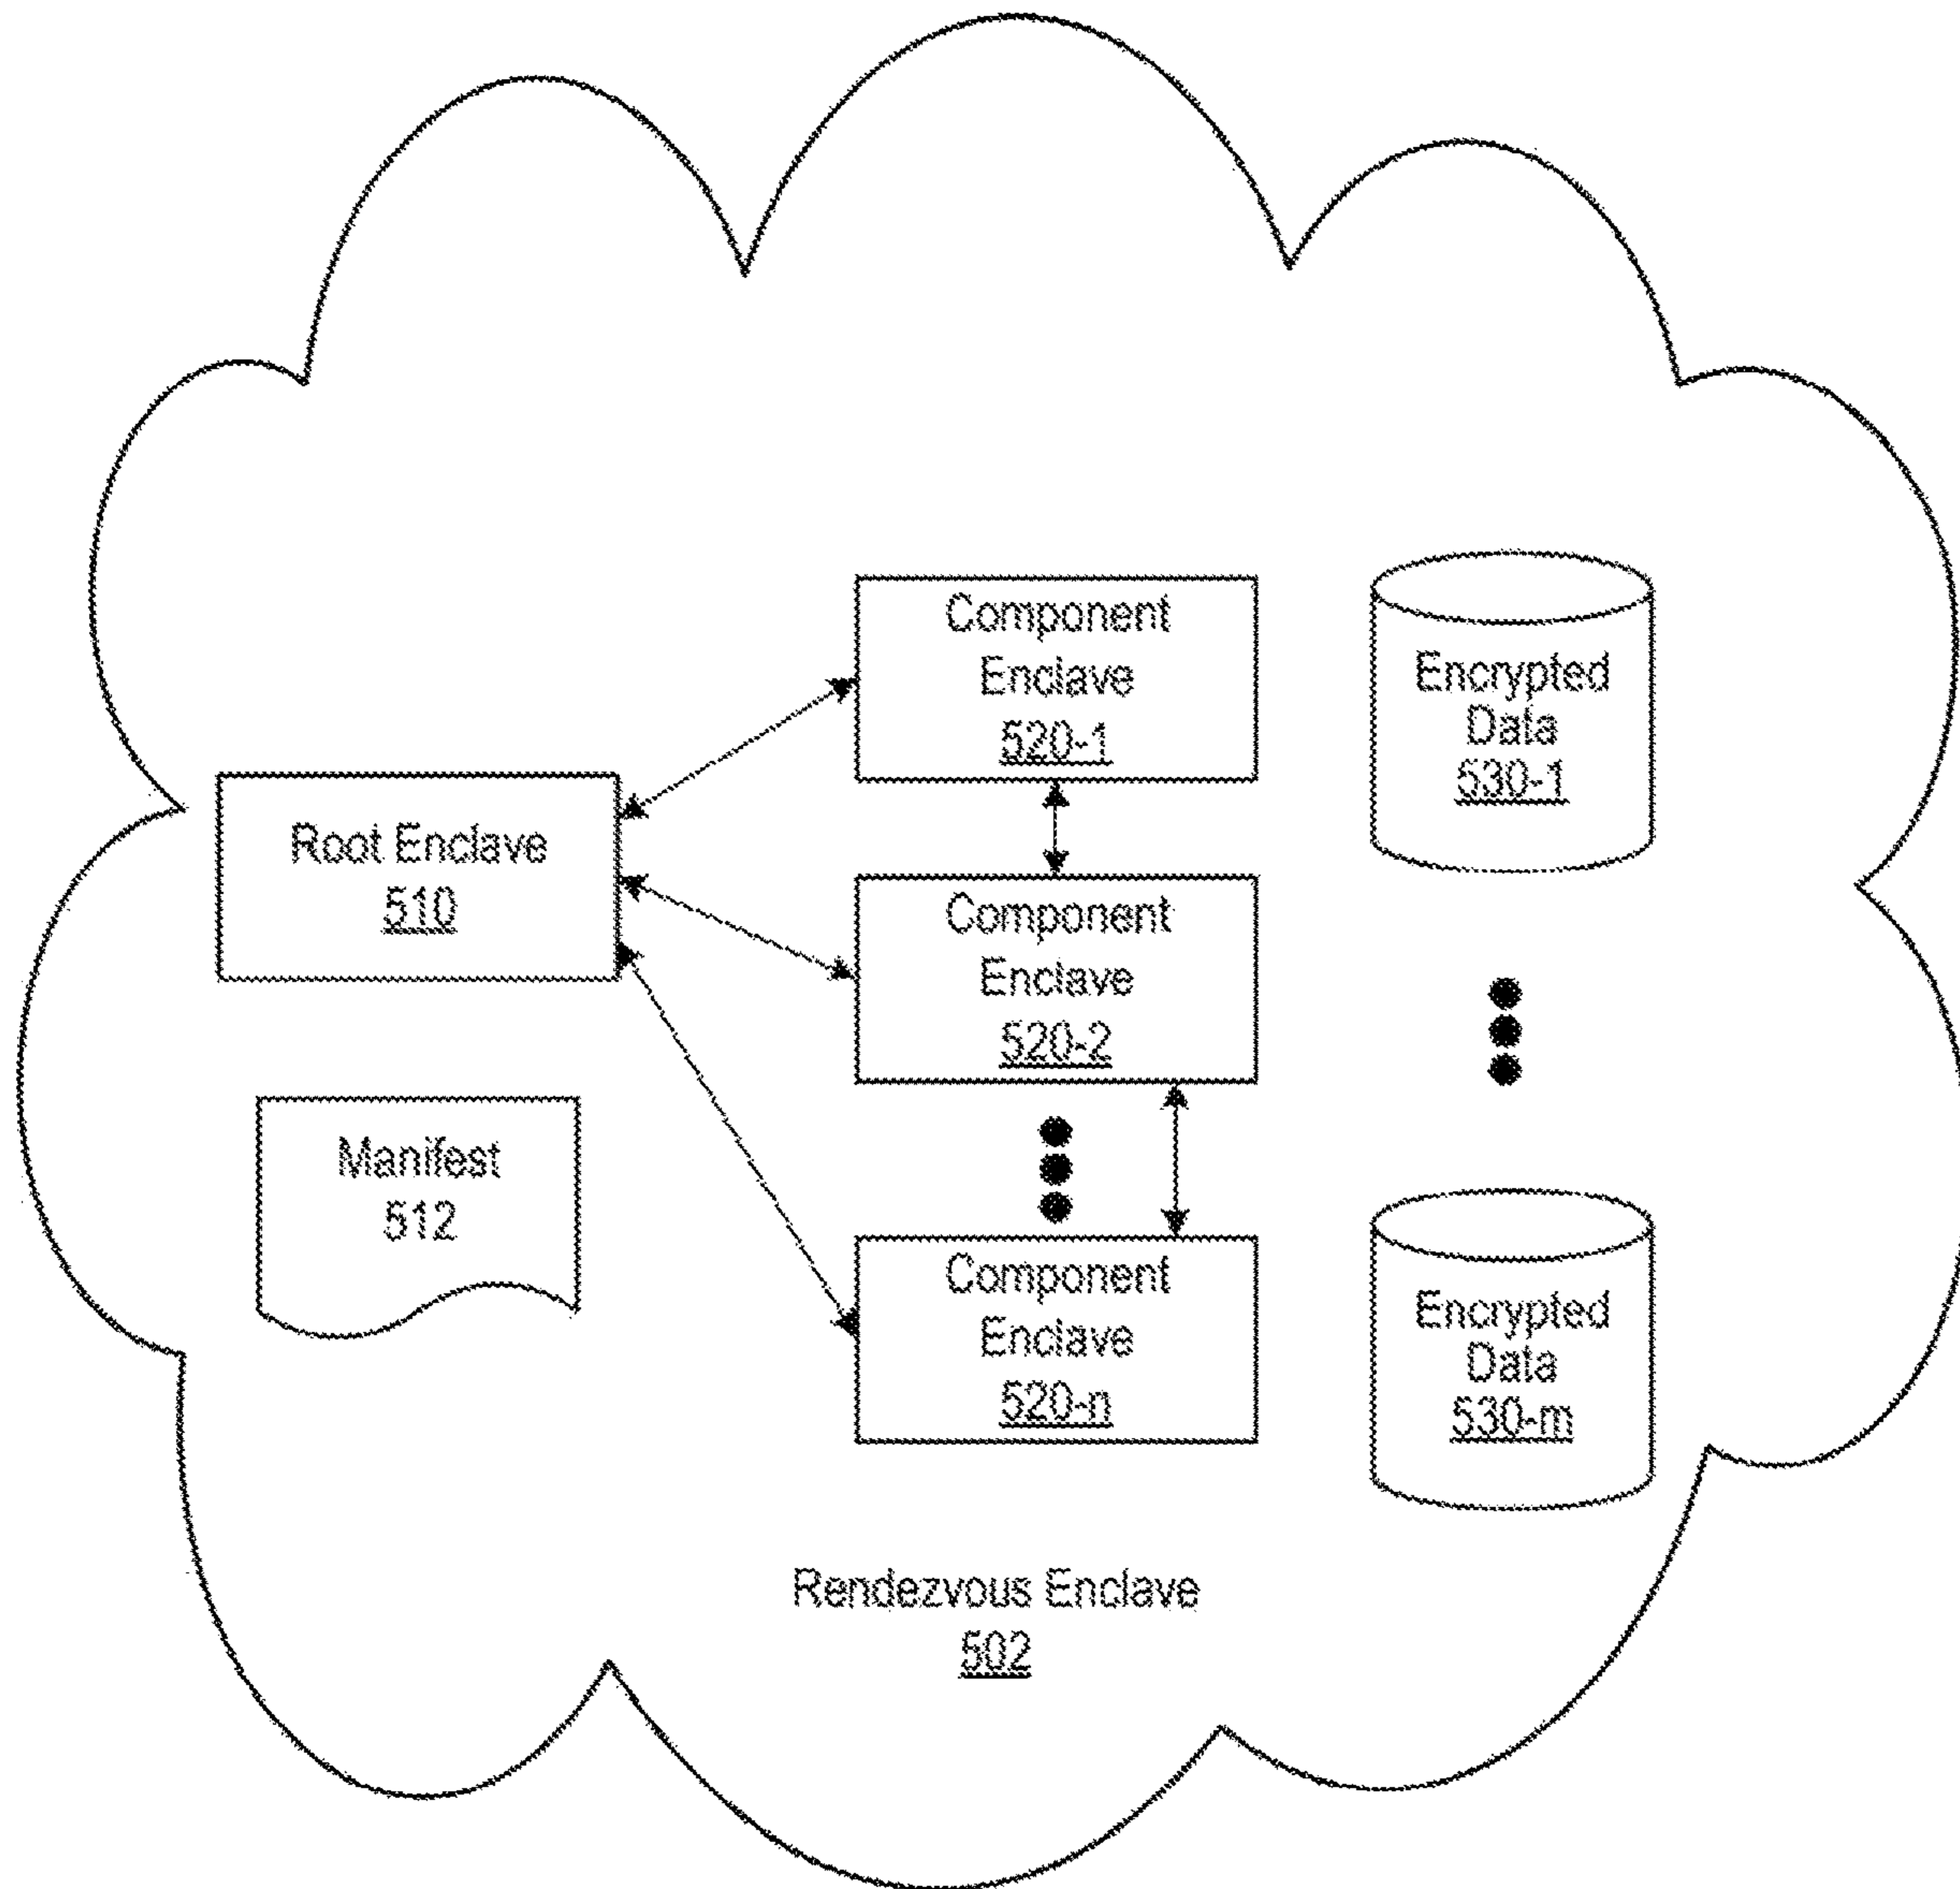 Component
Enclave
520-1
Encrypted
Data
530-1
Root Enclave
510
Component
Enclave
520-2
Manifest
512
Component
Enclave
520-n
Encrypted
Data
530-m
Rendezvous Enclave
502